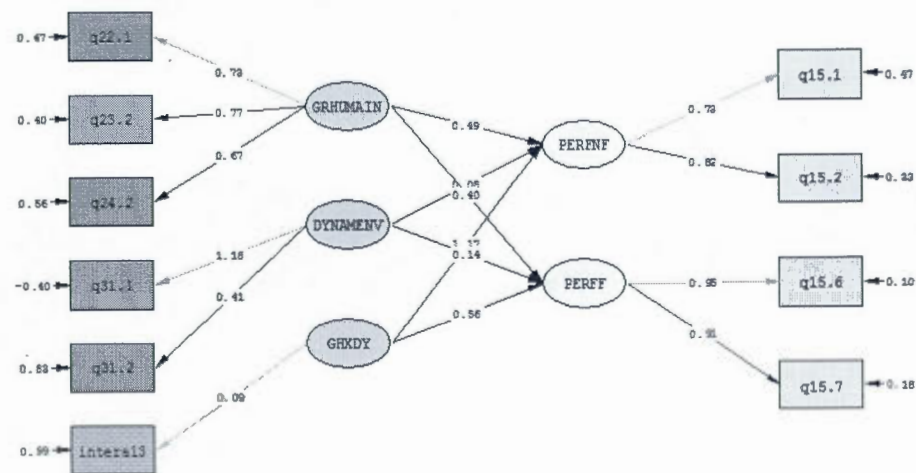 0.47
q22.1
0.73
GRHUMAIN
0.40
q23.2
0.77
0.56
q24.2
0.67
-0.40
q31.1
1.18
DYNAMENV
0.83
q31.2
0.41
0.99
intera13
0.09
GHXDY
0.49
0.40
0.14
0.56
PERFNF
PERFF
0.73
q15.1
0.47
0.82
q15.2
0.33
0.95
q15.6
0.10
0.91
q15.7
0.18